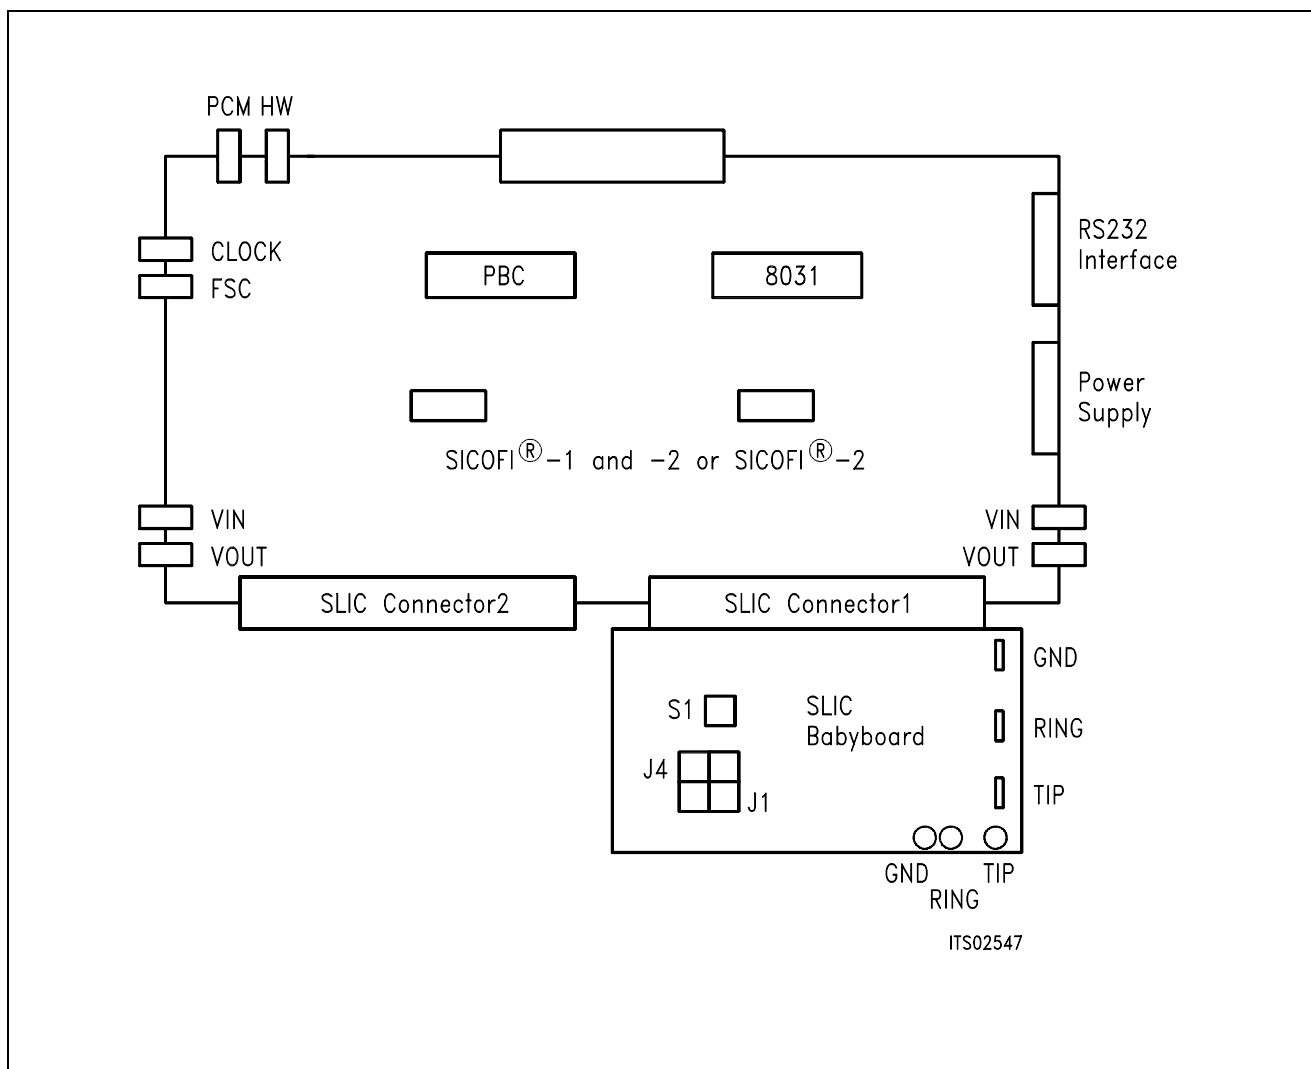 PCM HW
CLOCK
FSC
PBC
8031
RS232
Interface
Power
Supply
SICOFI®-1 and -2 or SICOFI®-2
VIN
VOUT
VIN
VOUT
SLIC Connector2
SLIC Connector1
GND
S1
SLIC
Babyboard
RING
J4
J1
TIP
GND
TIP
RING
ITS02547